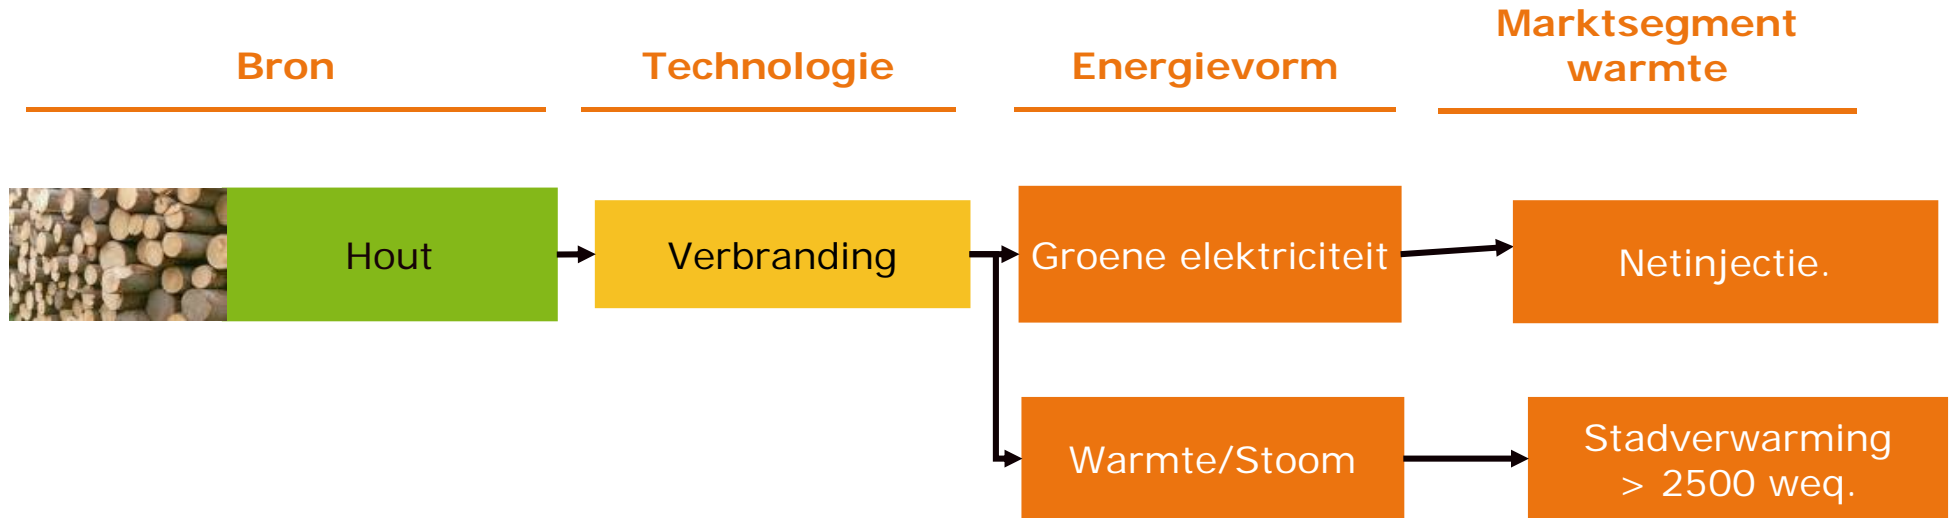 Bron
Technologie
Energievorm
Marktsegment
warmte
Hout
Verbranding
Groene elektriciteit
Netinjectie.
Warmte/Stoom
Stadverwarming
> 2500 weq.